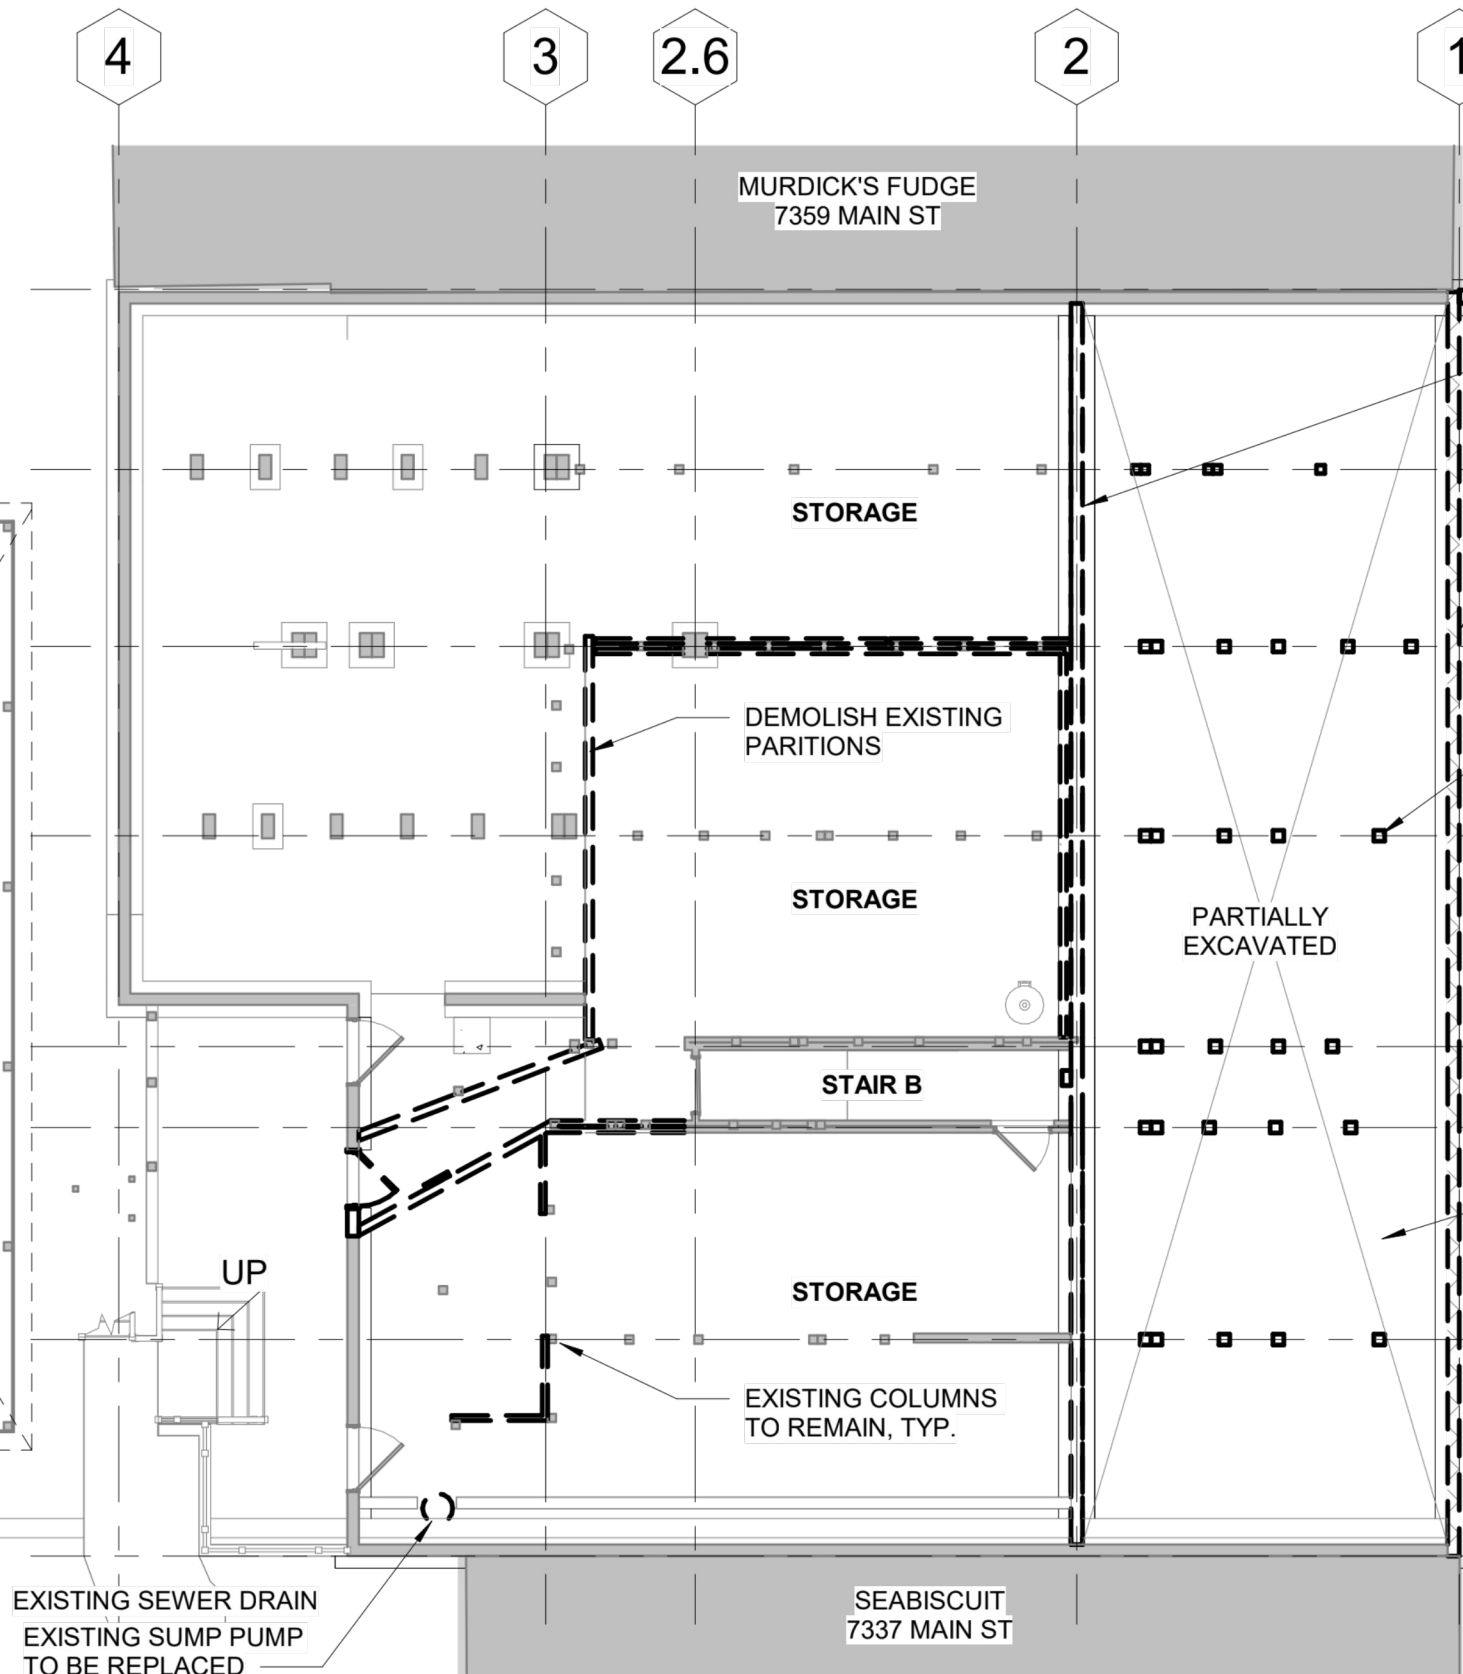 4
3
2.6
2
1
MURDICK'S FUDGE
7359 MAIN ST
STORAGE
DEMOLISH EXISTING
PARITIONS
STORAGE
PARTIALLY
EXCAVATED
STAIR B
UP
STORAGE
EXISTING COLUMNS
TO REMAIN, TYP.
EXISTING SEWER DRAIN
EXISTING SUMP PUMP
TO BE REPLACED
SEABISCUIT
7337 MAIN ST